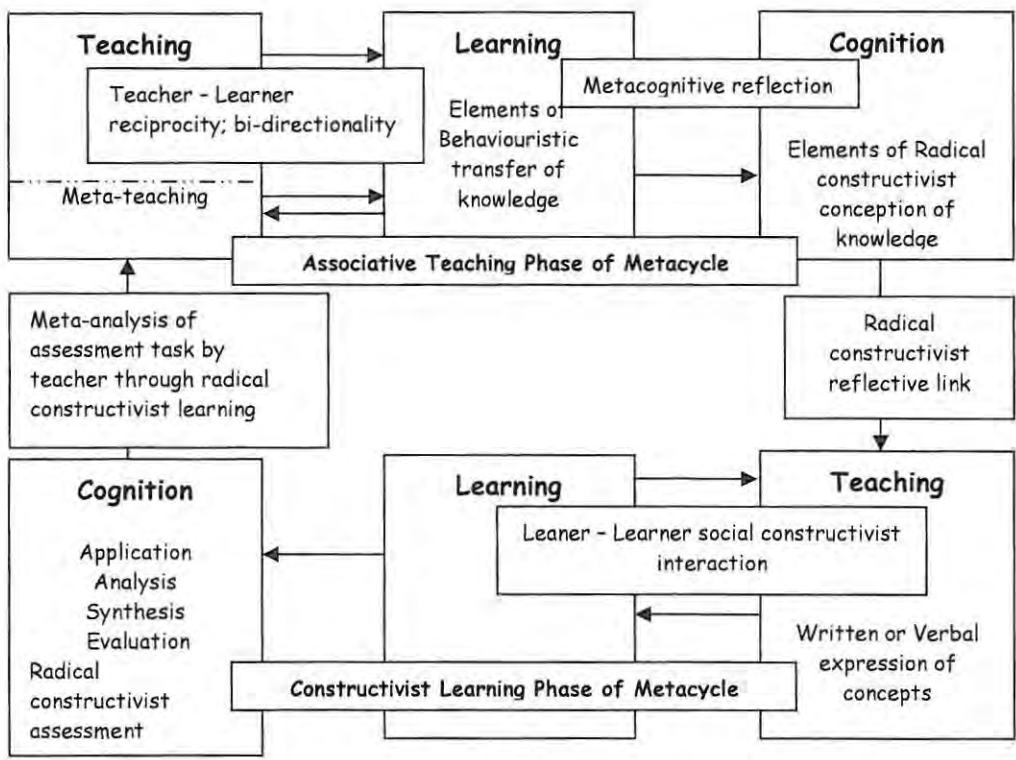 Teaching
Teacher - Learner
reciprocity; bi-directionality
Meta-teaching
Learning
Elements of
Behaviouristic
transfer of
knowledge
Cognition
Metacognitive reflection
Elements of Radical
constructivist
conception of
knowledge
Associative Teaching Phase of Metacycle
Meta-analysis of
assessment task by
teacher through radical
constructivist learning
Radical
constructivist
reflective link
Cognition
Application
Analysis
Synthesis
Evaluation
Radical
constructivist
assessment
Learning
Teaching
Leaner - Learner social constructivist
interaction
Written or Verbal
expression of
concepts
Constructivist Learning Phase of Metacycle